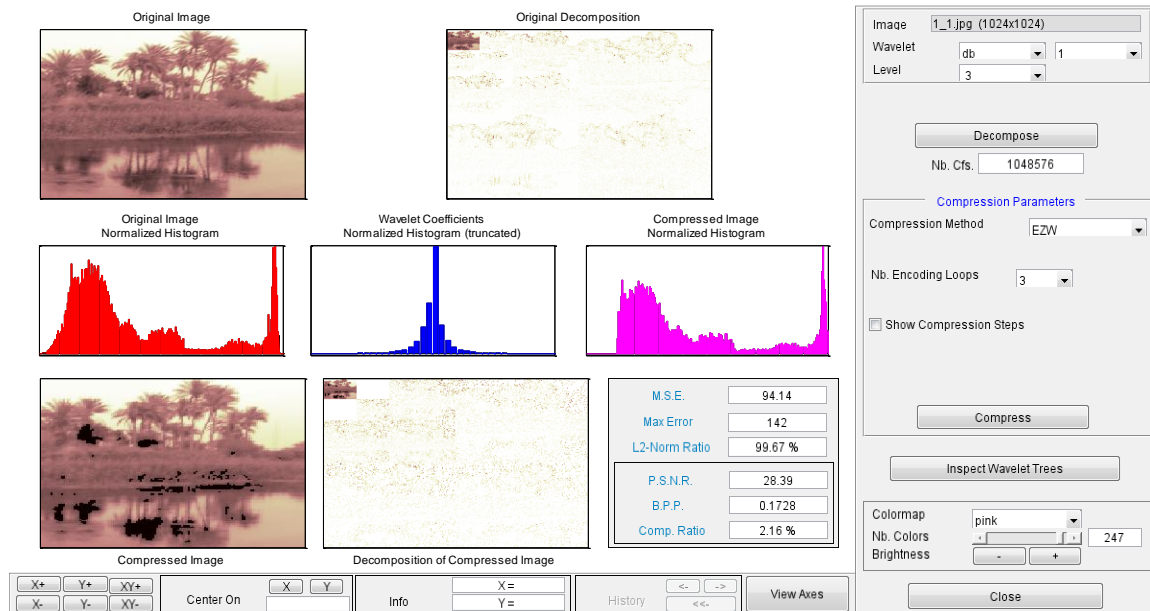 Original Image
Original Decomposition
Original Image
Normalized Histogram
Wavelet Coefficients
Normalized Histogram (truncated)
Compressed Image
Normalized Histogram
Compressed Image
Decomposition of Compressed Image
M.S.E. 94.14
Max Error 142
L2-Norm Ratio 99.67 %
P.S.N.R. 28.39
B.P.P. 0.1728
Comp. Ratio 2.16 %
X+ Y+ XY+
X- Y- XY-
Center On X Y
Info X =
Y =
History <- ->
<<-
View Axes
Image 1_1.jpg (1024x1024)
Wavelet db 1
Level 3
Decompose
Nb. Cfs. 1048576
Compression Parameters
Compression Method EZW
Nb. Encoding Loops 3
Show Compression Steps
Compress
Inspect Wavelet Trees
Colormap pink
Nb. Colors 247
Brightness - +
Close